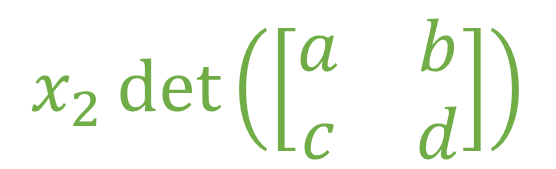 x₂ det([a b
c d])